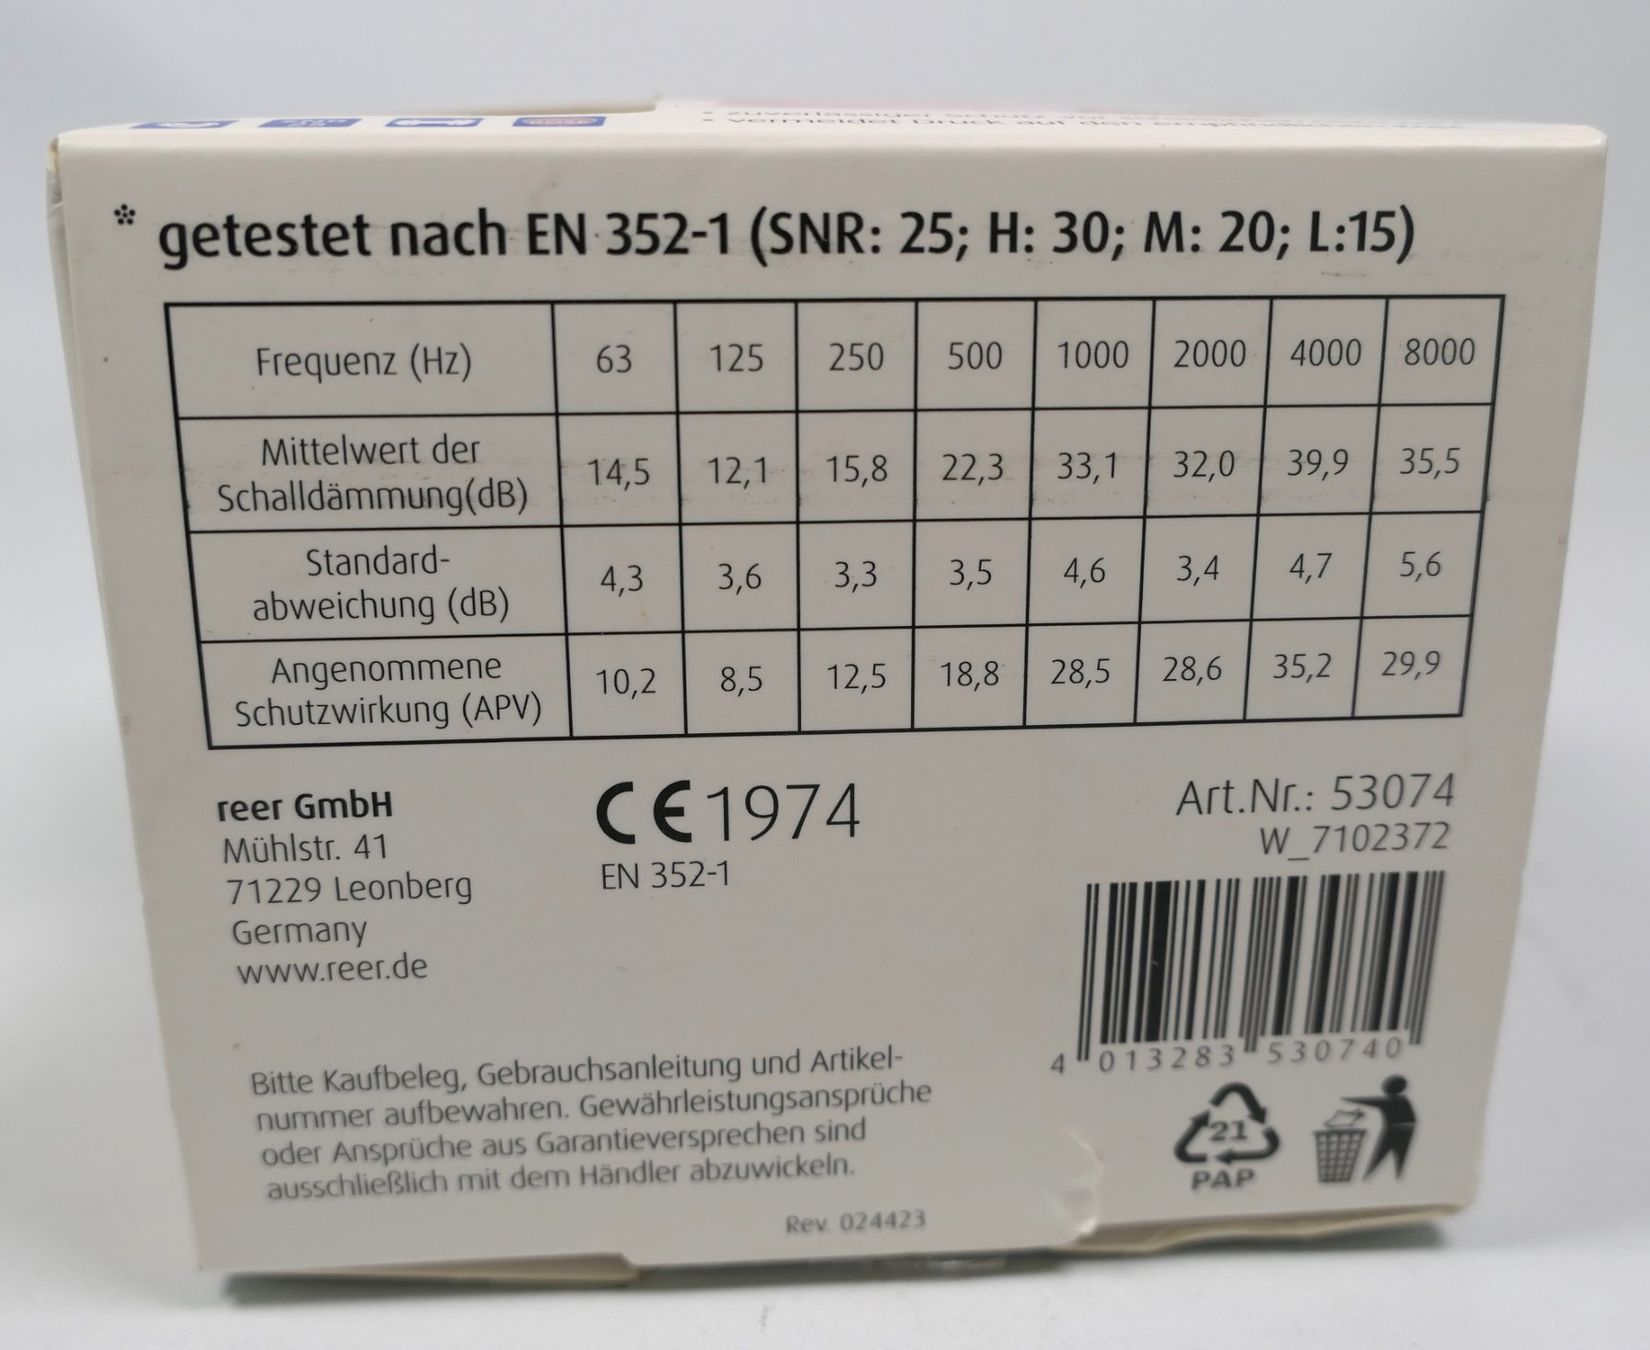 vermeidet Druck auf den
* getestet nach EN 352-1 (SNR: 25; H: 30; M: 20; L:15)
Frequenz (Hz) 63 125 250 500 1000 2000 4000 8000
Mittelwert der
Schalldämmung(dB) 14,5 12,1 15,8 22,3 33,1 32,0 39,9 35,5
Standard-
abweichung (dB) 4,3 3,6 3,3 3,5 4,6 3,4 4,7 5,6
Angenommene
Schutzwirkung (APV) 10,2 8,5 12,5 18,8 28,5 28,6 35,2 29,9
reer GmbH
Mühlstr. 41
71229 Leonberg
Germany
www.reer.de
CE 1974
EN 352-1
Art.Nr.: 53074
W_7102372
4 013283 530740
Bitte Kaufbeleg, Gebrauchsanleitung und Artikel-
nummer aufbewahren. Gewährleistungsansprüche
oder Ansprüche aus Garantieversprechen sind
ausschließlich mit dem Händler abzuwickeln.
21
PAP
Rev. 024423